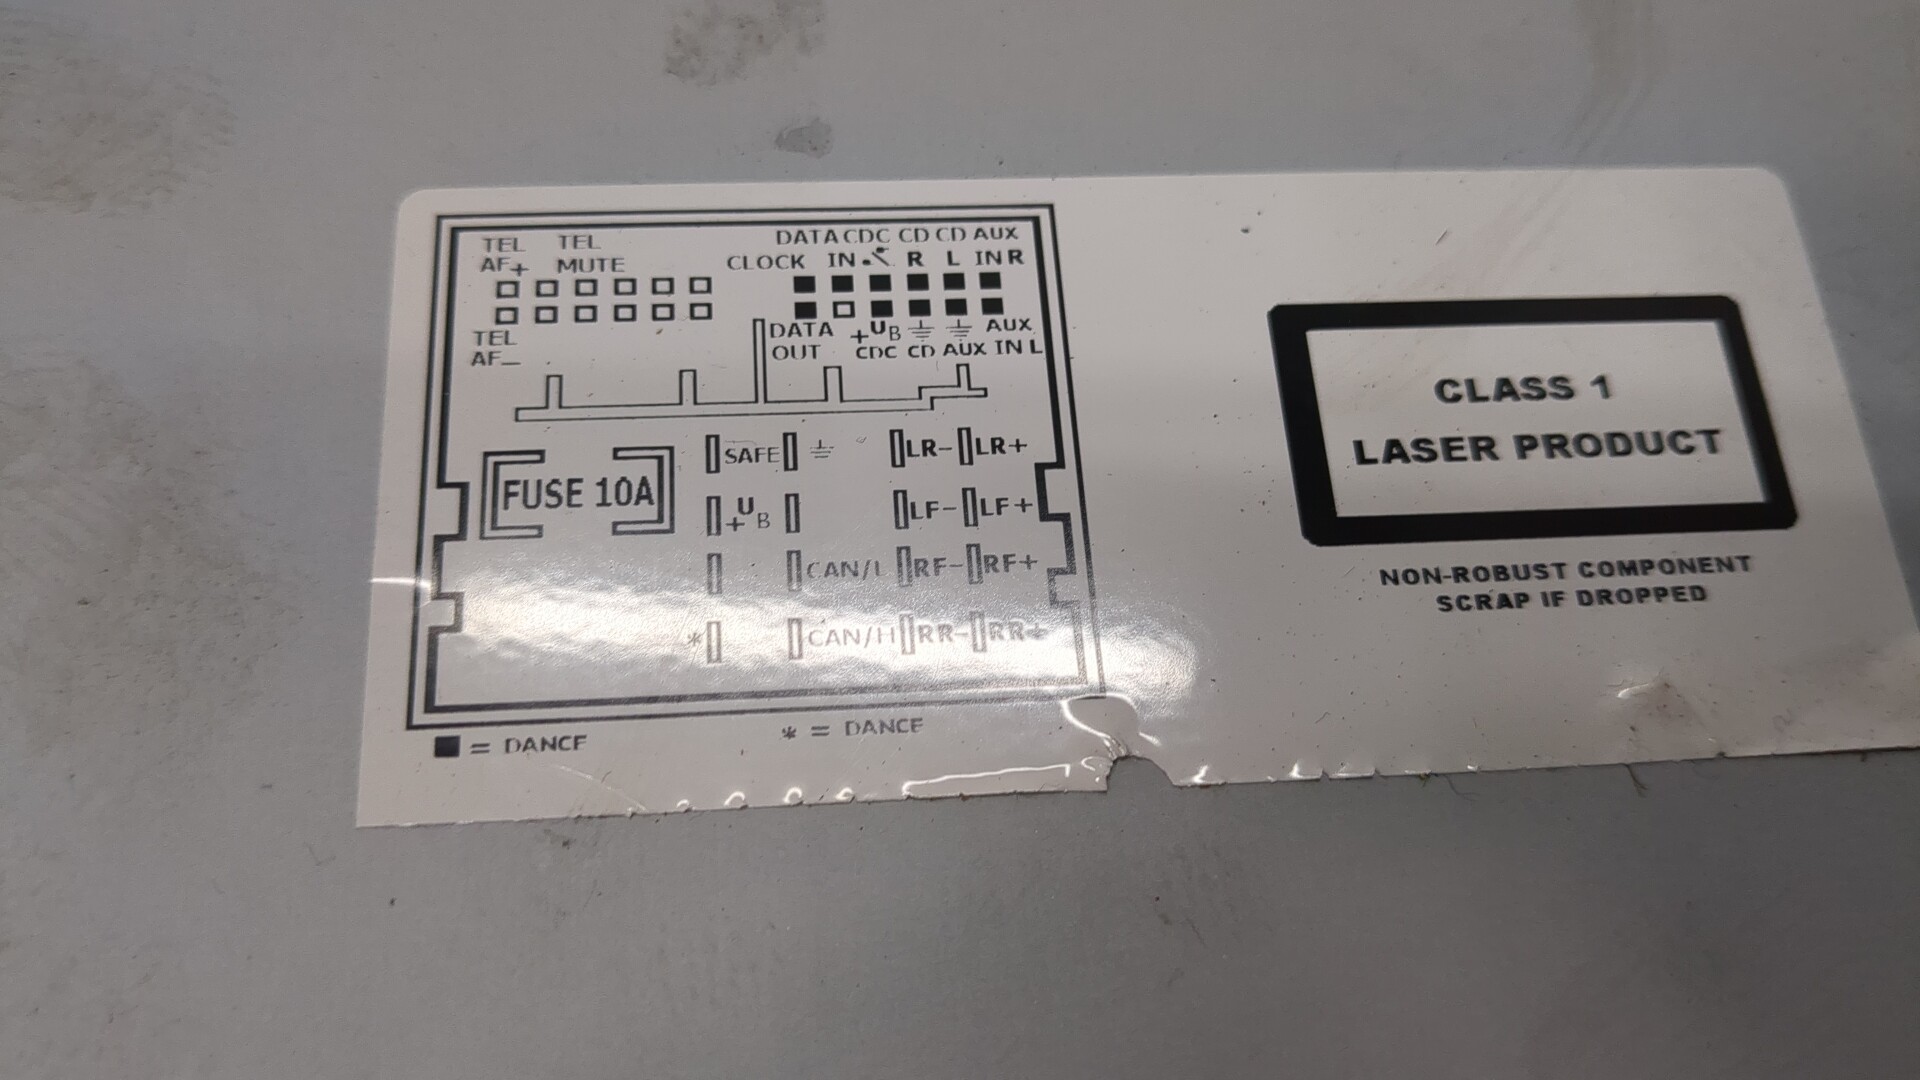 TEL TEL DATA CDC CD CD AUX
AF+ MUTE CLOCK IN R L IN R
TEL DATA +UB AUX
AF− OUT CDC CD AUX IN L
SAFE LR− LR+
FUSE 10A +UB LF− LF+
CAN/L RF− RF+
* CAN/H RR− RR+
■ = DANCE * = DANCE
CLASS 1
LASER PRODUCT
NON-ROBUST COMPONENT
SCRAP IF DROPPED